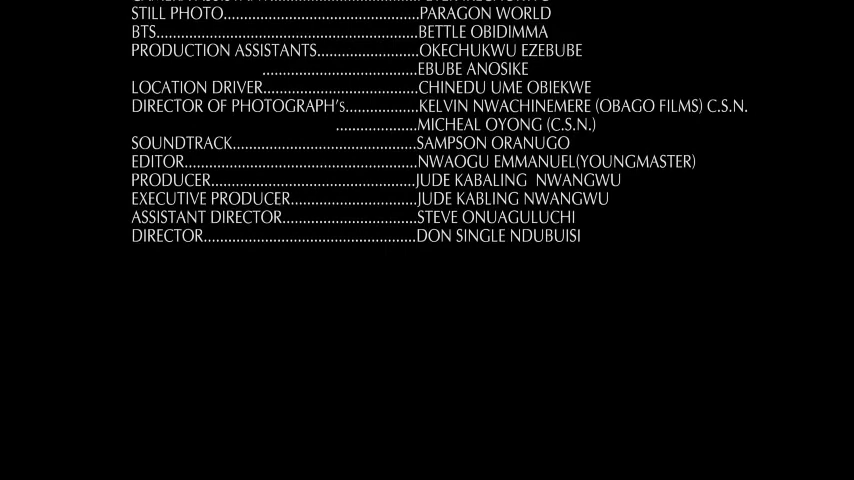 STILL PHOTO.................................................PARAGON WORLD
BTS.................................................................BETTLE OBIDIMMA
PRODUCTION ASSISTANTS..........................OKECHUKWU EZEBUBE
.......................................EBUBE ANOSIKE
LOCATION DRIVER.......................................CHINEDU UME OBIEKWE
DIRECTOR OF PHOTOGRAPH's..................KELVIN NWACHINEMERE (OBAGO FILMS) C.S.N.
.....................MICHEAL OYONG (C.S.N.)
SOUNDTRACK..............................................SAMPSON ORANUGO
EDITOR..........................................................NWAOGU EMMANUEL(YOUNGMASTER)
PRODUCER...................................................JUDE KABALING NWANGWU
EXECUTIVE PRODUCER................................JUDE KABLING NWANGWU
ASSISTANT DIRECTOR..................................STEVE ONUAGULUCHI
DIRECTOR.....................................................DON SINGLE NDUBUISI